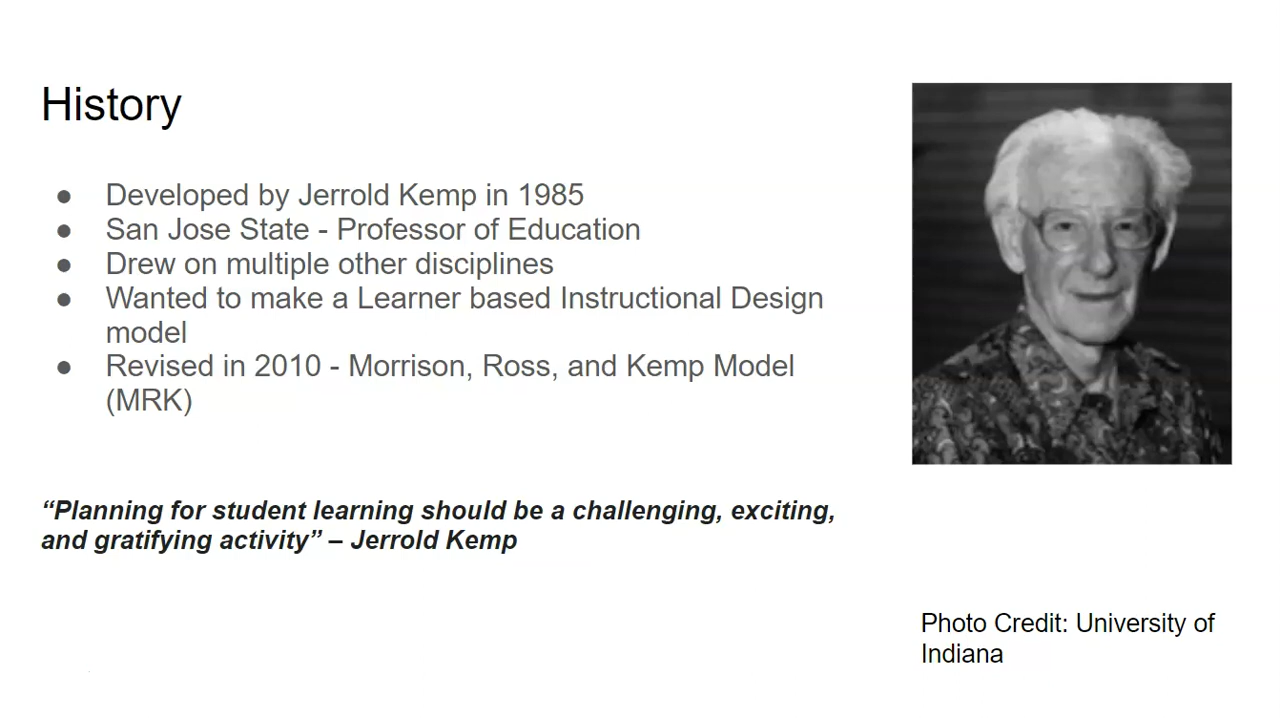 History
● Developed by Jerrold Kemp in 1985
● San Jose State - Professor of Education
● Drew on multiple other disciplines
● Wanted to make a Learner based Instructional Design
model
● Revised in 2010 - Morrison, Ross, and Kemp Model
(MRK)
“Planning for student learning should be a challenging, exciting,
and gratifying activity” – Jerrold Kemp
Photo Credit: University of
Indiana